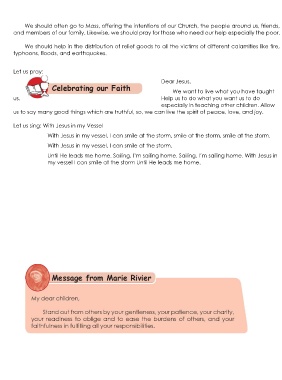 We should often go to Mass, offering the intentions of our Church, the people around us, friends,
and members of our family. Likewise, we should pray for those who need our help especially the poor.
We should help in the distribution of relief goods to all the victims of different calamities like fire,
typhoons, floods, and earthquakes.
Let us pray:
Dear Jesus,
Celebrating our Faith
We want to live what you have taught
us. Help us to do what you want us to do
especially in teaching other children. Allow
us to say many good things which are truthful, so, we can live the spirit of peace, love, and joy.
Let us sing: With Jesus in my Vessel
With Jesus in my vessel, I can smile at the storm, smile at the storm, smile at the storm.
With Jesus in my vessel, I can smile at the storm.
Until He leads me home. Sailing, I'm sailing home. Sailing, I'm sailing home. With Jesus in
my vessel I can smile at the storm Until He leads me home.
Message from Marie Rivier
My dear children,
Stand out from others by your gentleness, your patience, your charity,
your readiness to oblige and to ease the burdens of others, and your
faithfulness in fulfilling all your responsibilities.